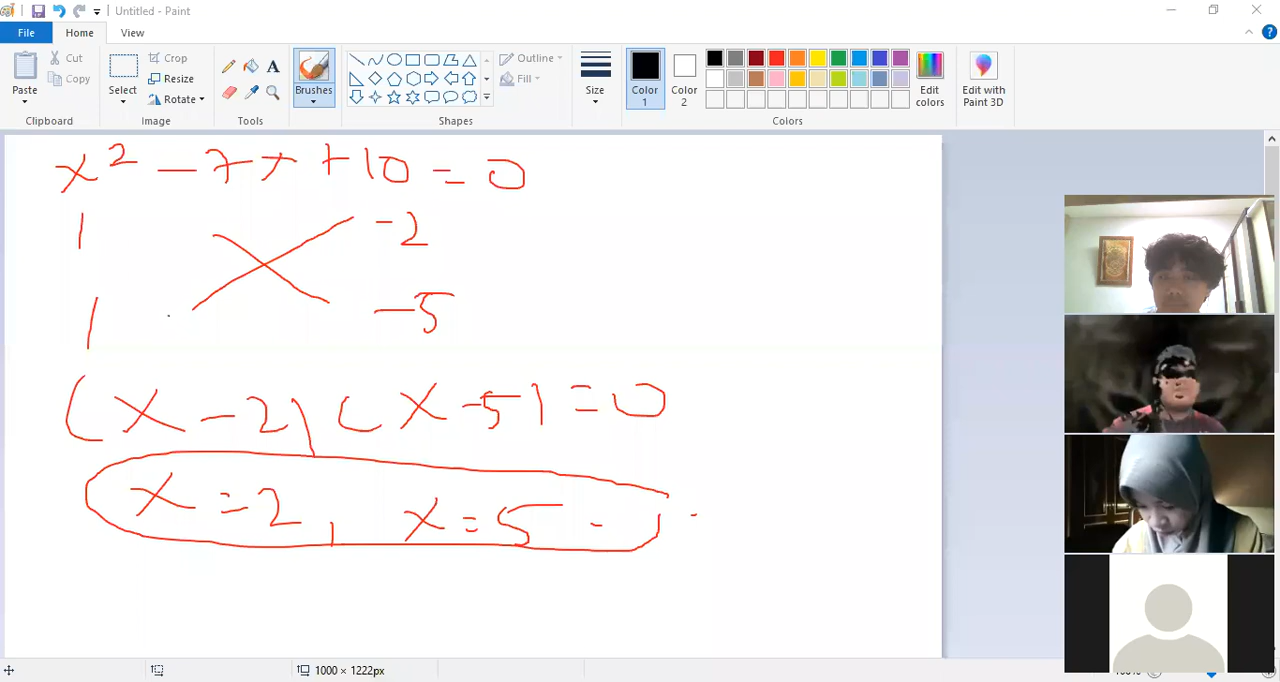 Untitled - Paint
File Home View
Paste
Cut
Copy
Clipboard
Select
Crop
Resize
Rotate
Image
A
Tools
Brushes
Outline
Fill
Shapes
Size
Color 1
Color 2
Colors
Edit colors
Edit with Paint 3D
x² - 7x + 10 = 0
1 -2
1 -5
(x - 2) (x - 5) = 0
x = 2, x = 5
1000 × 1222px